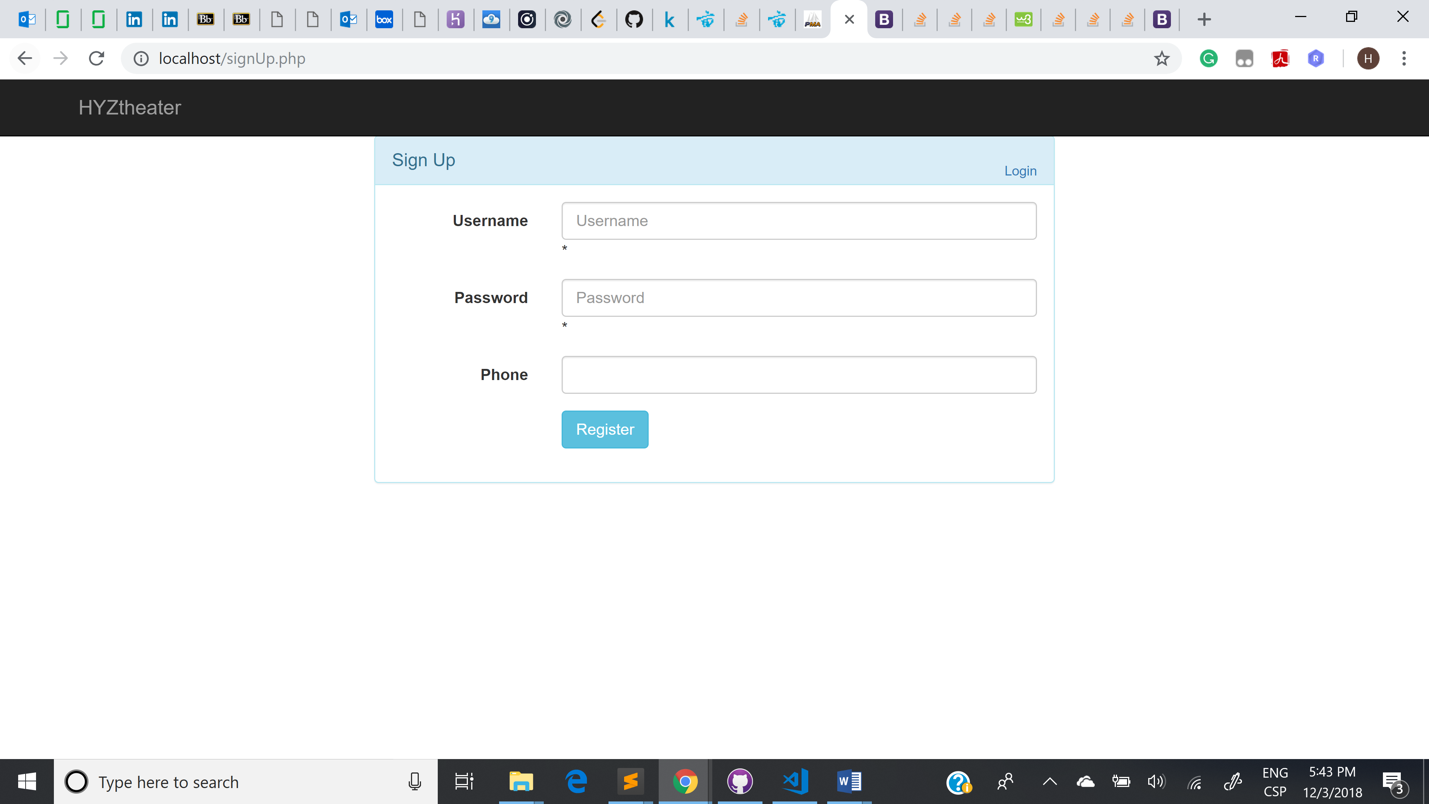 localhost/signUp.php
H
HYZtheater
Sign Up
Login
Username
Username
*
Password
Password
*
Phone
Register
Type here to search
ENG
CSP
5:43 PM
12/3/2018
3